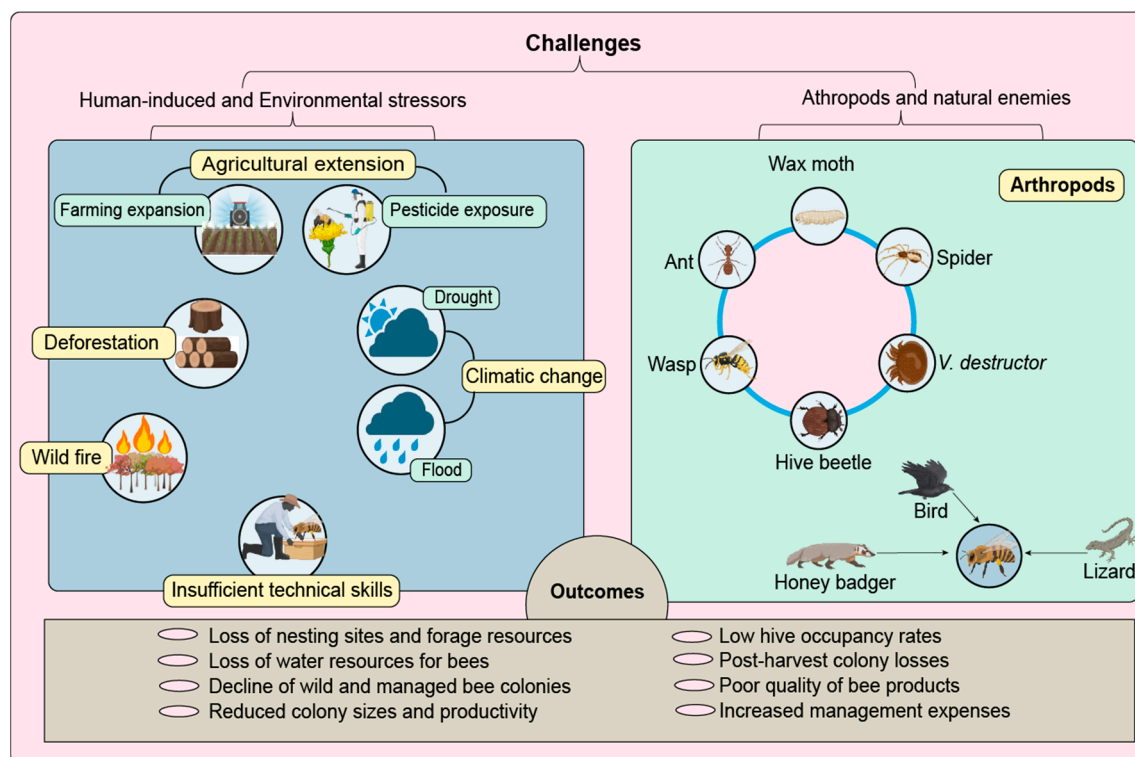 Challenges
Human-induced and Environmental stressors
Athropods and natural enemies
Agricultural extension
Farming expansion
Pesticide exposure
Drought
Deforestation
Climatic change
Wild fire
Flood
Insufficient technical skills
Wax moth
Arthropods
Ant
Spider
Wasp
V. destructor
Hive beetle
Bird
Honey badger
Lizard
Outcomes
Loss of nesting sites and forage resources
Loss of water resources for bees
Decline of wild and managed bee colonies
Reduced colony sizes and productivity
Low hive occupancy rates
Post-harvest colony losses
Poor quality of bee products
Increased management expenses